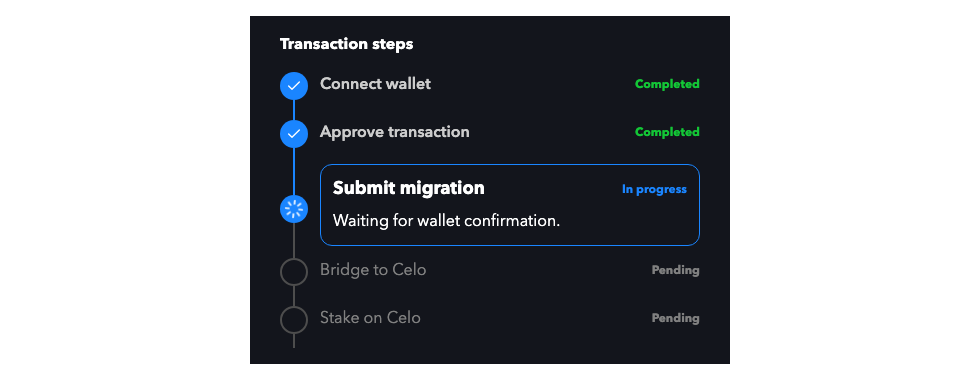 Transaction steps
Connect wallet Completed
Approve transaction Completed
Submit migration In progress
Waiting for wallet confirmation.
Bridge to Celo Pending
Stake on Celo Pending